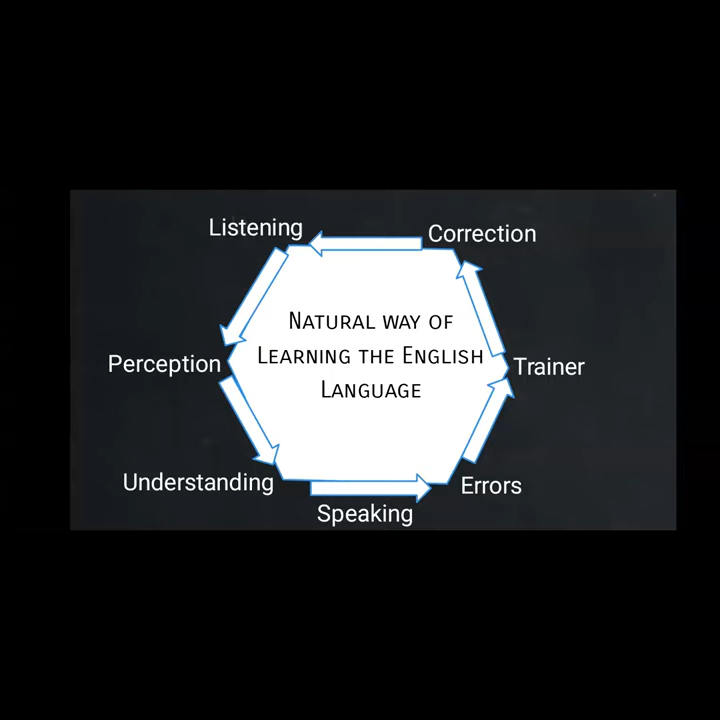 Listening
Correction
Natural way of
Learning the English
Language
Perception
Trainer
Understanding
Errors
Speaking